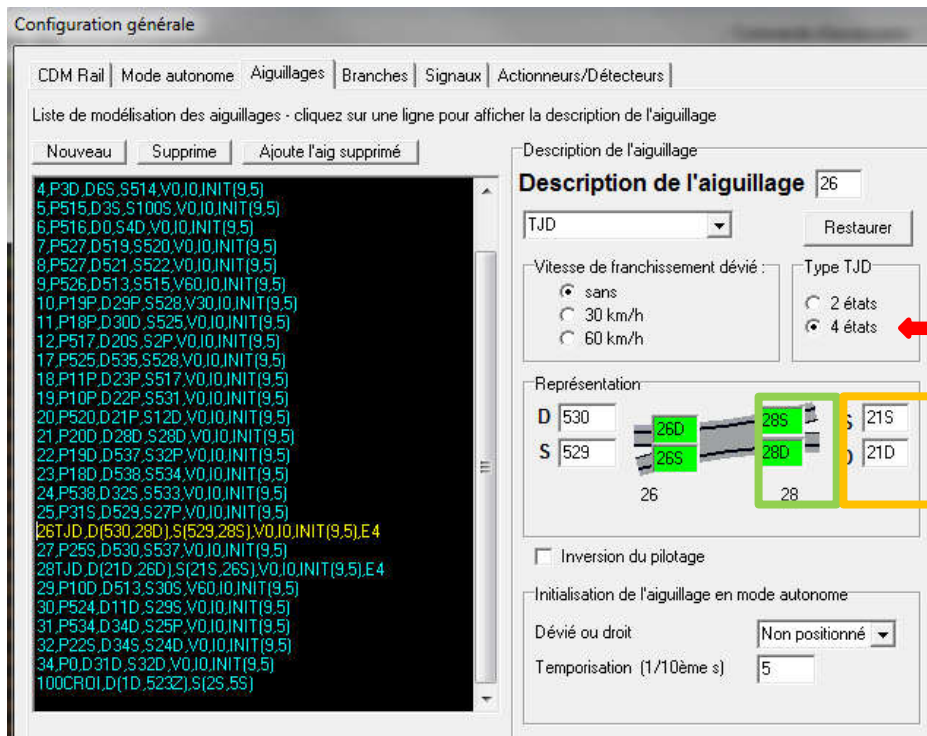 Configuration générale
CDM Rail Mode autonome Aiguillages Branches Signaux Actionneurs/Détecteurs
Liste de modélisation des aiguillages - cliquez sur une ligne pour afficher la description de l'aiguillage
Nouveau Supprime Ajoute l'aig supprimé
4,P3D,D6S,S514,V0,I0,INIT(9,5)
5,P515,D3S,S100S,V0,I0,INIT(9,5)
6,P516,D0,S4D,V0,I0,INIT(9,5)
7,P527,D519,S520,V0,I0,INIT(9,5)
8,P527,D521,S522,V0,I0,INIT(9,5)
9,P526,D513,S515,V60,I0,INIT(9,5)
10,P19P,D29P,S528,V30,I0,INIT(9,5)
11,P18P,D30D,S525,V0,I0,INIT(9,5)
12,P517,D20S,S2P,V0,I0,INIT(9,5)
17,P525,D535,S528,V0,I0,INIT(9,5)
18,P11P,D23P,S517,V0,I0,INIT(9,5)
19,P10P,D22P,S531,V0,I0,INIT(9,5)
20,P520,D21P,S12D,V0,I0,INIT(9,5)
21,P20D,D28D,S28D,V0,I0,INIT(9,5)
22,P19D,D537,S32P,V0,I0,INIT(9,5)
23,P18D,D538,S534,V0,I0,INIT(9,5)
24,P538,D32S,S533,V0,I0,INIT(9,5)
25,P31S,D529,S27P,V0,I0,INIT(9,5)
26TJD,D(530,28D),S(529,28S),V0,I0,INIT(9,5),E4
27,P25S,D530,S537,V0,I0,INIT(9,5)
28TJD,D(21D,26D),S(21S,26S),V0,I0,INIT(9,5),E4
29,P10D,D513,S30S,V60,I0,INIT(9,5)
30,P524,D11D,S29S,V0,I0,INIT(9,5)
31,P534,D34D,S25P,V0,I0,INIT(9,5)
32,P22S,D34S,S24D,V0,I0,INIT(9,5)
34,P0,D31D,S32D,V0,I0,INIT(9,5)
100CROI,D(1D,523Z),S(2S,5S)
Description de l'aiguillage
Description de l'aiguillage 26
TJD Restaurer
Vitesse de franchissement dévié :
sans
30 km/h
60 km/h
Type TJD
2 états
4 états
Représentation
D 530 26D 28S S 21S
S 529 26S 28D D 21D
26 28
Inversion du pilotage
Initialisation de l'aiguillage en mode autonome
Dévié ou droit Non positionné
Temporisation (1/10ème s) 5